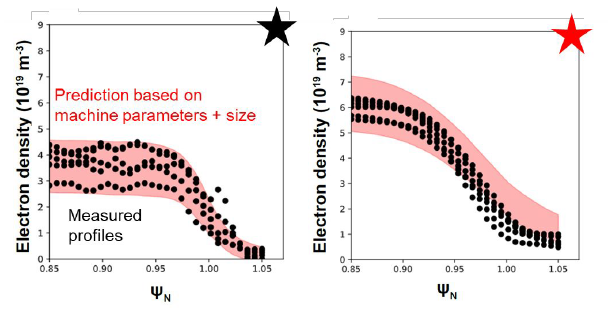 Electron density (10¹⁹ m⁻³)
9
8
7
6
5
4
3
2
1
0
Prediction based on
machine parameters + size
Measured
profiles
0.85 0.90 0.95 1.00 1.05
Ψ_N
Electron density (10¹⁹ m⁻³)
9
8
7
6
5
4
3
2
1
0
0.85 0.90 0.95 1.00 1.05
Ψ_N